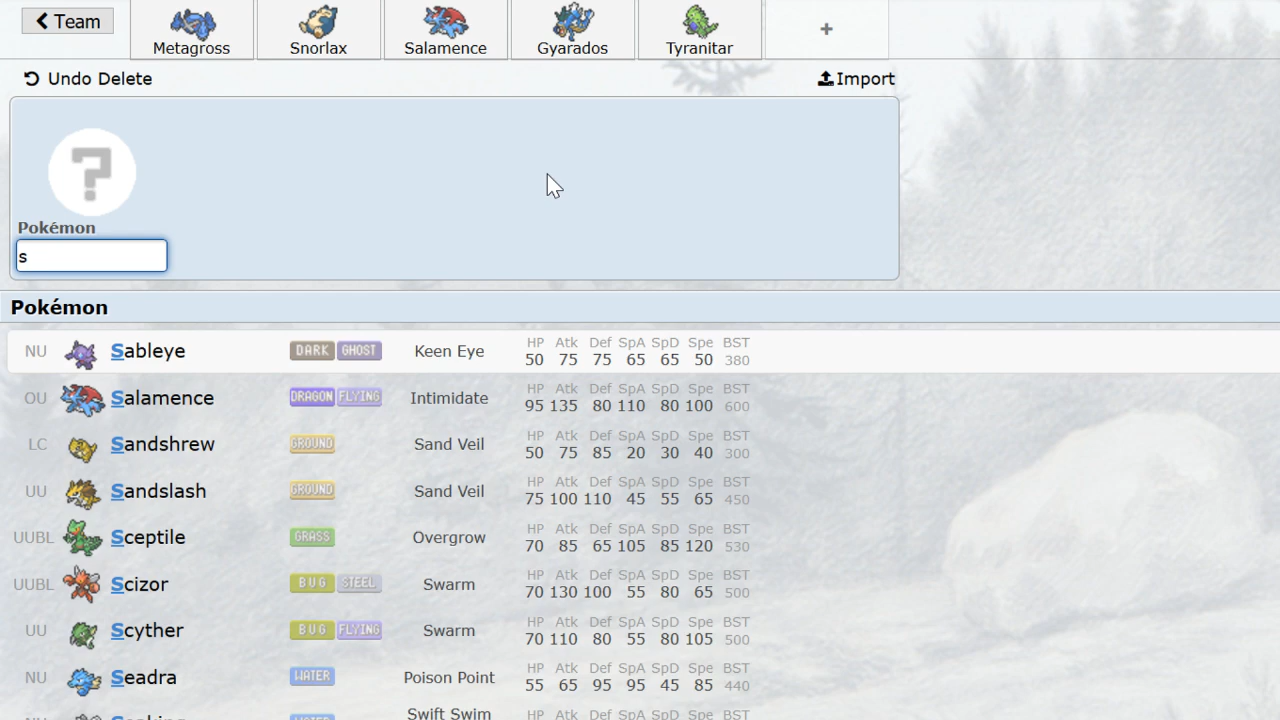 Team
Metagross
Snorlax
Salamence
Gyarados
Tyranitar
+
Undo Delete
Import
?
Pokémon
s
Pokémon
NU Sableye DARK GHOST Keen Eye HP 50 Atk 75 Def 75 SpA 65 SpD 65 Spe 50 BST 380
OU Salamence DRAGON FLYING Intimidate HP 95 Atk 135 Def 80 SpA 110 SpD 80 Spe 100 BST 600
LC Sandshrew GROUND Sand Veil HP 50 Atk 75 Def 85 SpA 20 SpD 30 Spe 40 BST 300
UU Sandslash GROUND Sand Veil HP 75 Atk 100 Def 110 SpA 45 SpD 55 Spe 65 BST 450
UUBL Sceptile GRASS Overgrow HP 70 Atk 85 Def 65 SpA 105 SpD 85 Spe 120 BST 530
UUBL Scizor BUG STEEL Swarm HP 70 Atk 130 Def 100 SpA 55 SpD 80 Spe 65 BST 500
UU Scyther BUG FLYING Swarm HP 70 Atk 110 Def 80 SpA 55 SpD 80 Spe 105 BST 500
NU Seadra WATER Poison Point HP 55 Atk 65 Def 95 SpA 95 SpD 45 Spe 85 BST 440
Swift Swim HP Atk Def SpA SpD Spe BST